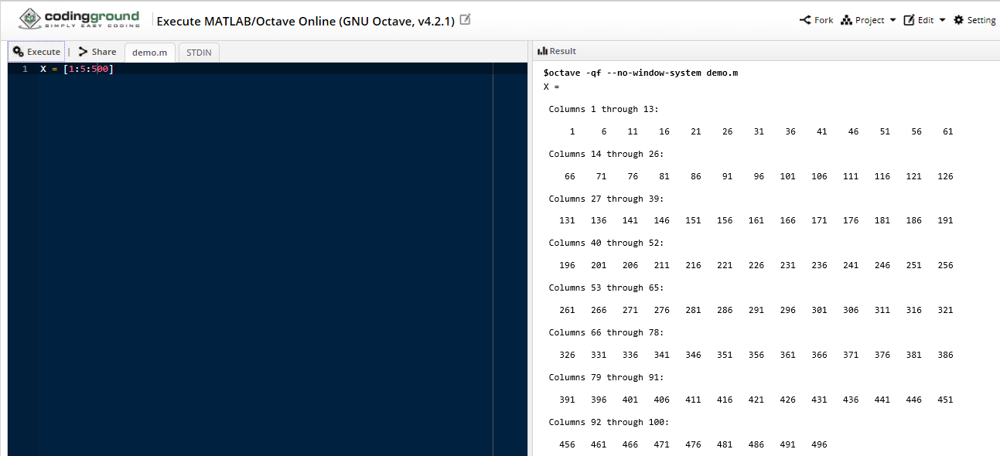 codingground
SIMPLY EASY CODING
Execute MATLAB/Octave Online (GNU Octave, v4.2.1)
Fork Project Edit Setting
Execute | Share demo.m STDIN
1 X = [1:5:500]
Result
$octave -qf --no-window-system demo.m
X =
Columns 1 through 13:
1 6 11 16 21 26 31 36 41 46 51 56 61
Columns 14 through 26:
66 71 76 81 86 91 96 101 106 111 116 121 126
Columns 27 through 39:
131 136 141 146 151 156 161 166 171 176 181 186 191
Columns 40 through 52:
196 201 206 211 216 221 226 231 236 241 246 251 256
Columns 53 through 65:
261 266 271 276 281 286 291 296 301 306 311 316 321
Columns 66 through 78:
326 331 336 341 346 351 356 361 366 371 376 381 386
Columns 79 through 91:
391 396 401 406 411 416 421 426 431 436 441 446 451
Columns 92 through 100:
456 461 466 471 476 481 486 491 496